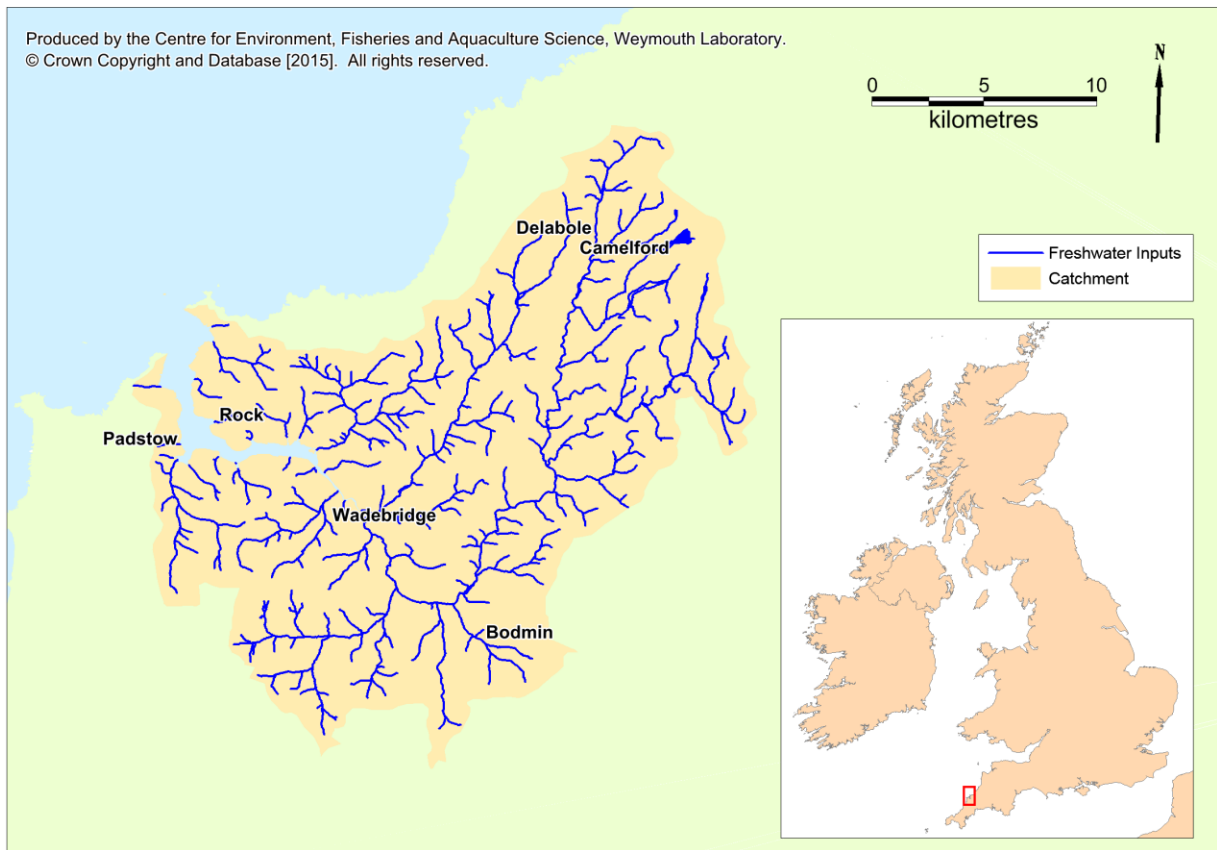 Produced by the Centre for Environment, Fisheries and Aquaculture Science, Weymouth Laboratory.
© Crown Copyright and Database [2015].  All rights reserved.
N
0 5 10
kilometres
Delabole
Camelford
Freshwater Inputs
Catchment
Rock
Padstow
Wadebridge
Bodmin